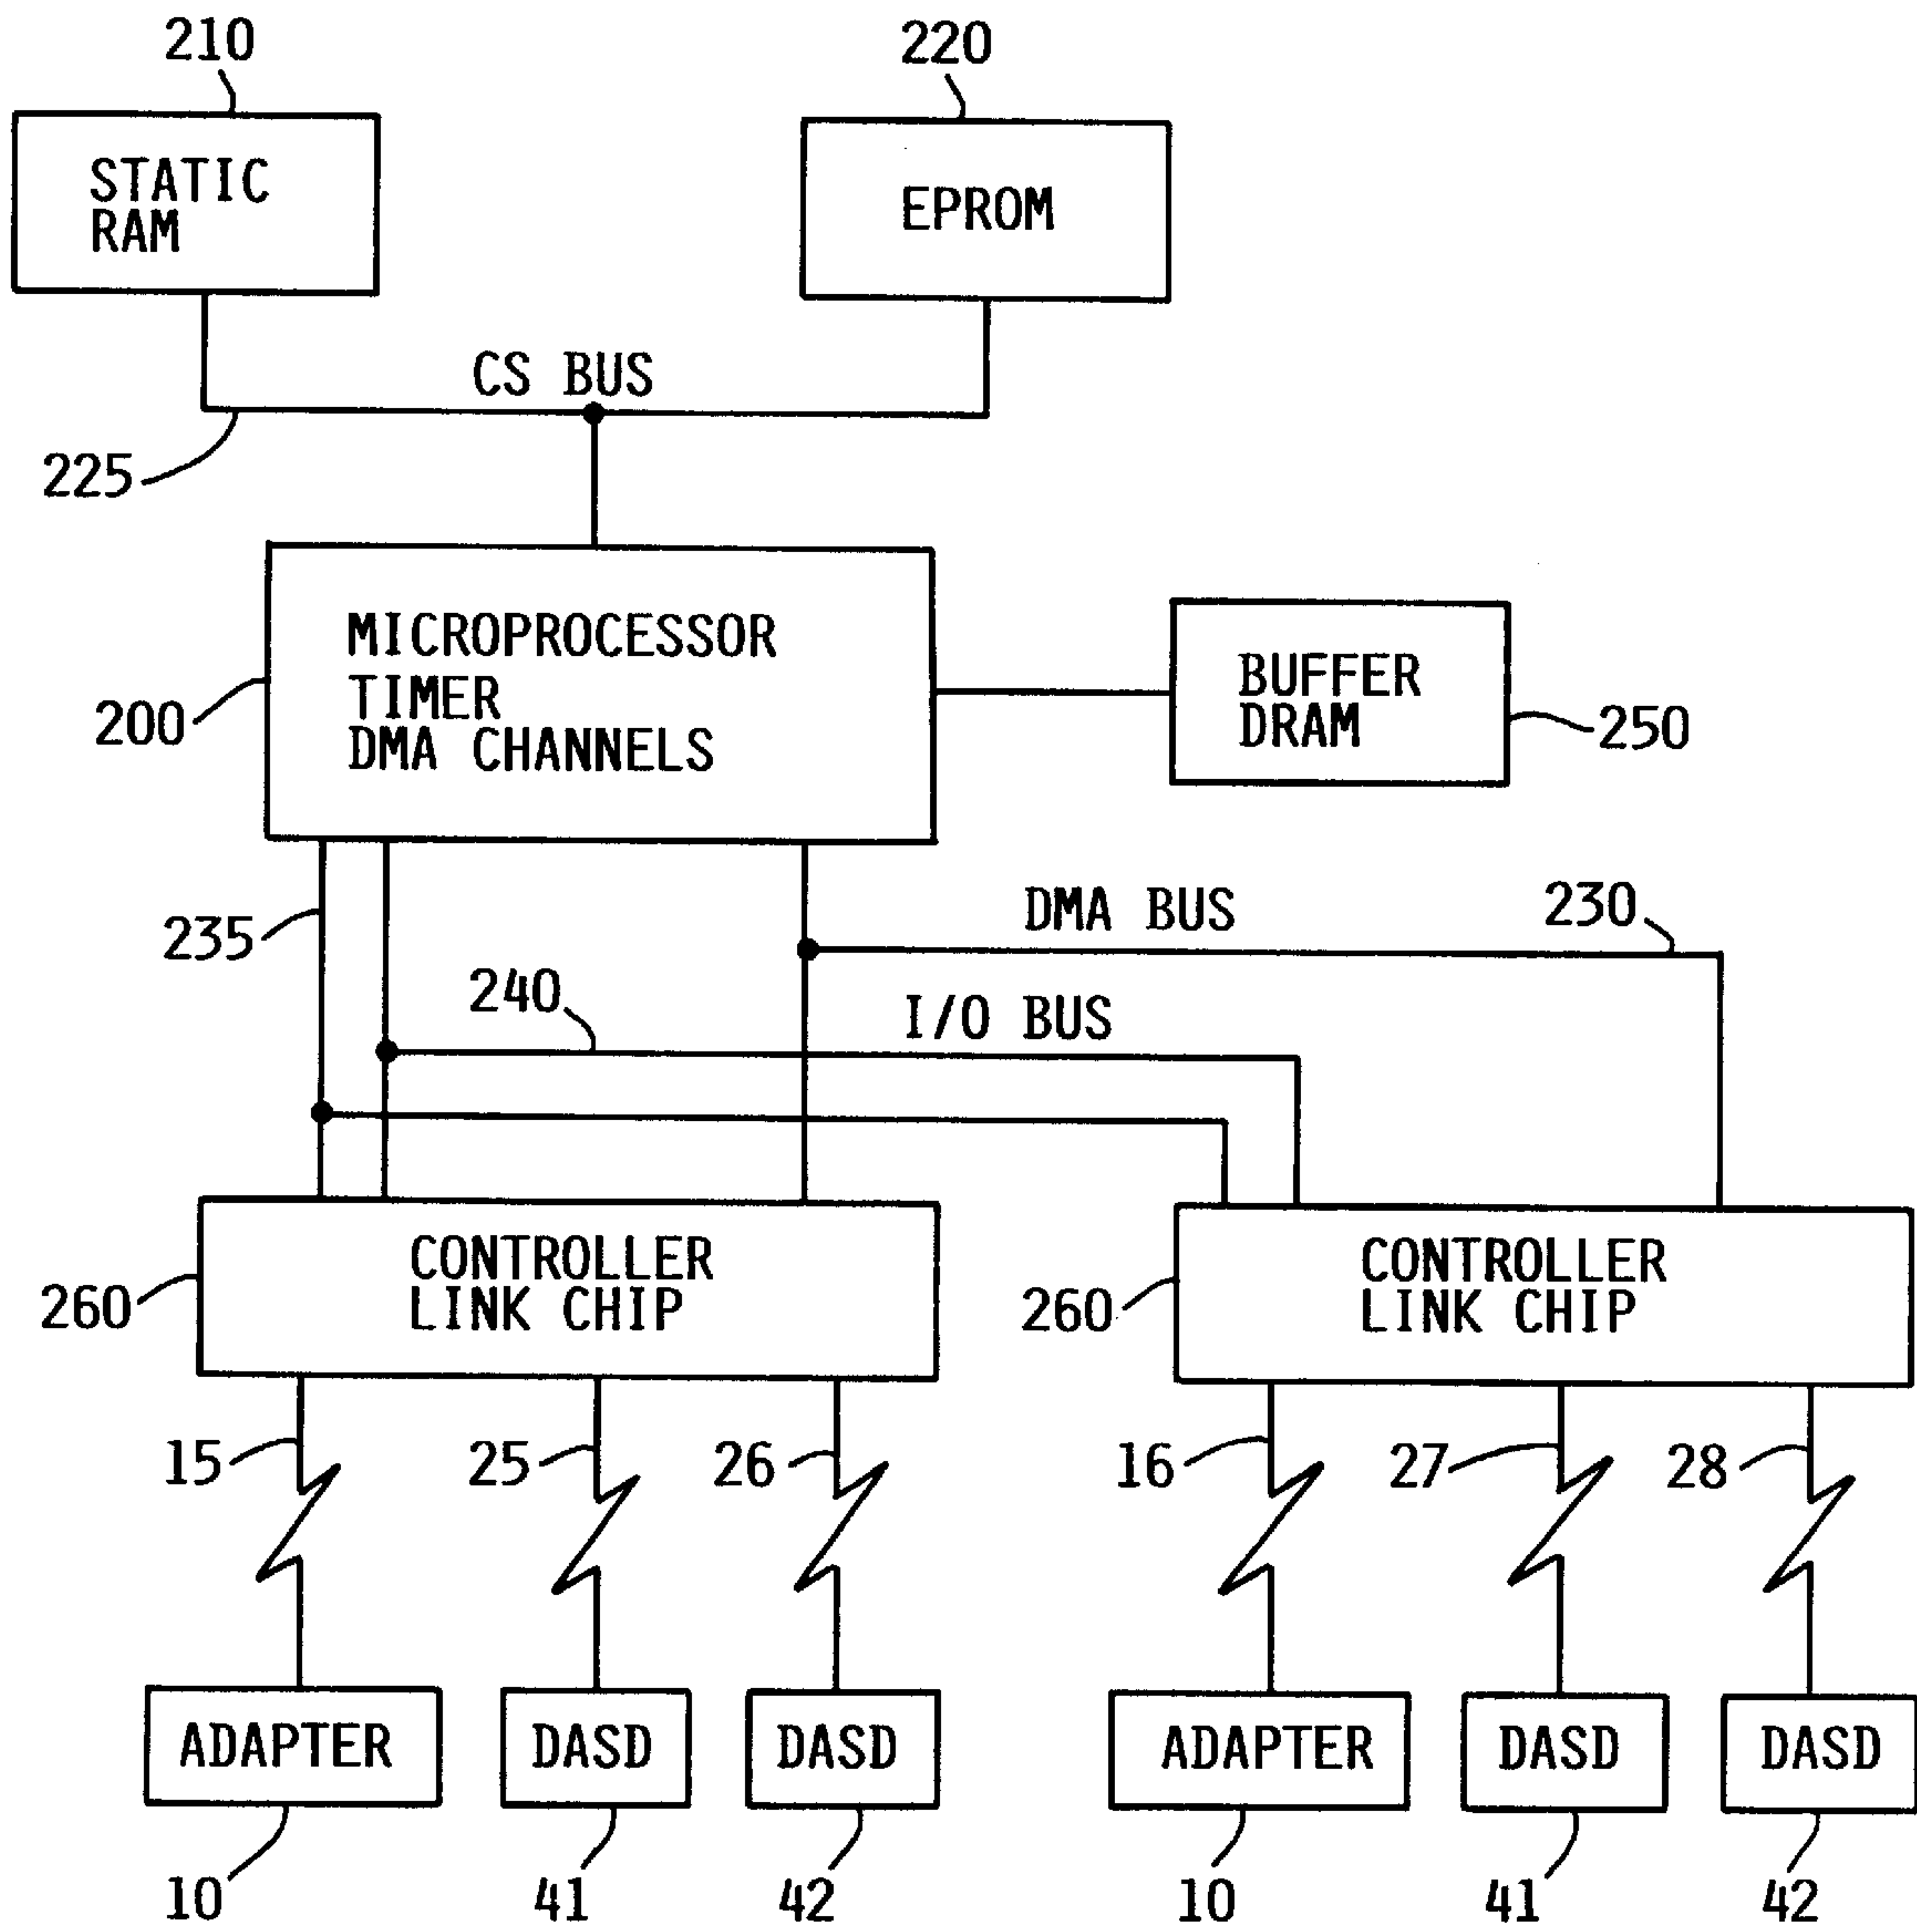 210
220
STATIC
RAM
EPROM
CS BUS
225
MICROPROCESSOR
TIMER
DMA CHANNELS
200
BUFFER
DRAM
250
235
DMA BUS
230
240
I/O BUS
CONTROLLER
LINK CHIP
260
CONTROLLER
LINK CHIP
260
15
25
26
16
27
28
ADAPTER
DASD
DASD
ADAPTER
DASD
DASD
10
41
42
10
41
42